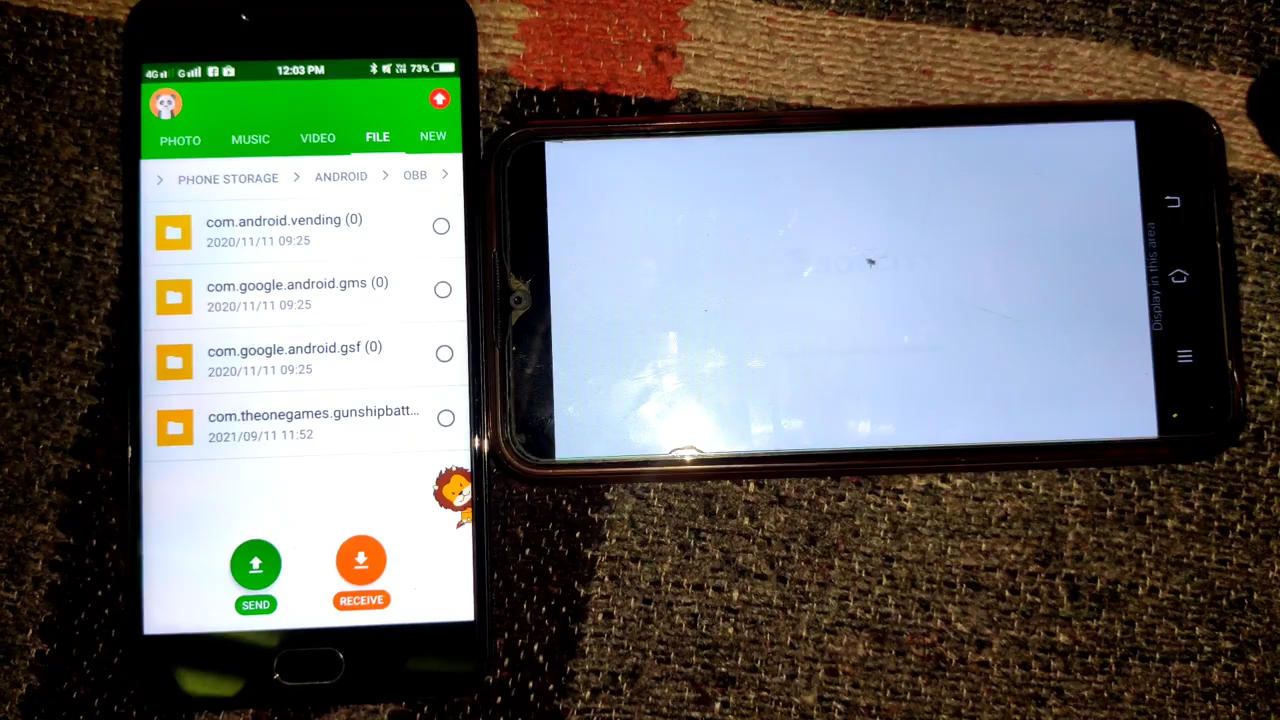 4G G 12:03 PM 73%
PHOTO MUSIC VIDEO FILE NEW
> PHONE STORAGE > ANDROID > OBB >
com.android.vending (0)
2020/11/11 09:25
com.google.android.gms (0)
2020/11/11 09:25
com.google.android.gsf (0)
2020/11/11 09:25
com.theonegames.gunshipbatt...
2021/09/11 11:52
SEND RECEIVE
Display in this area